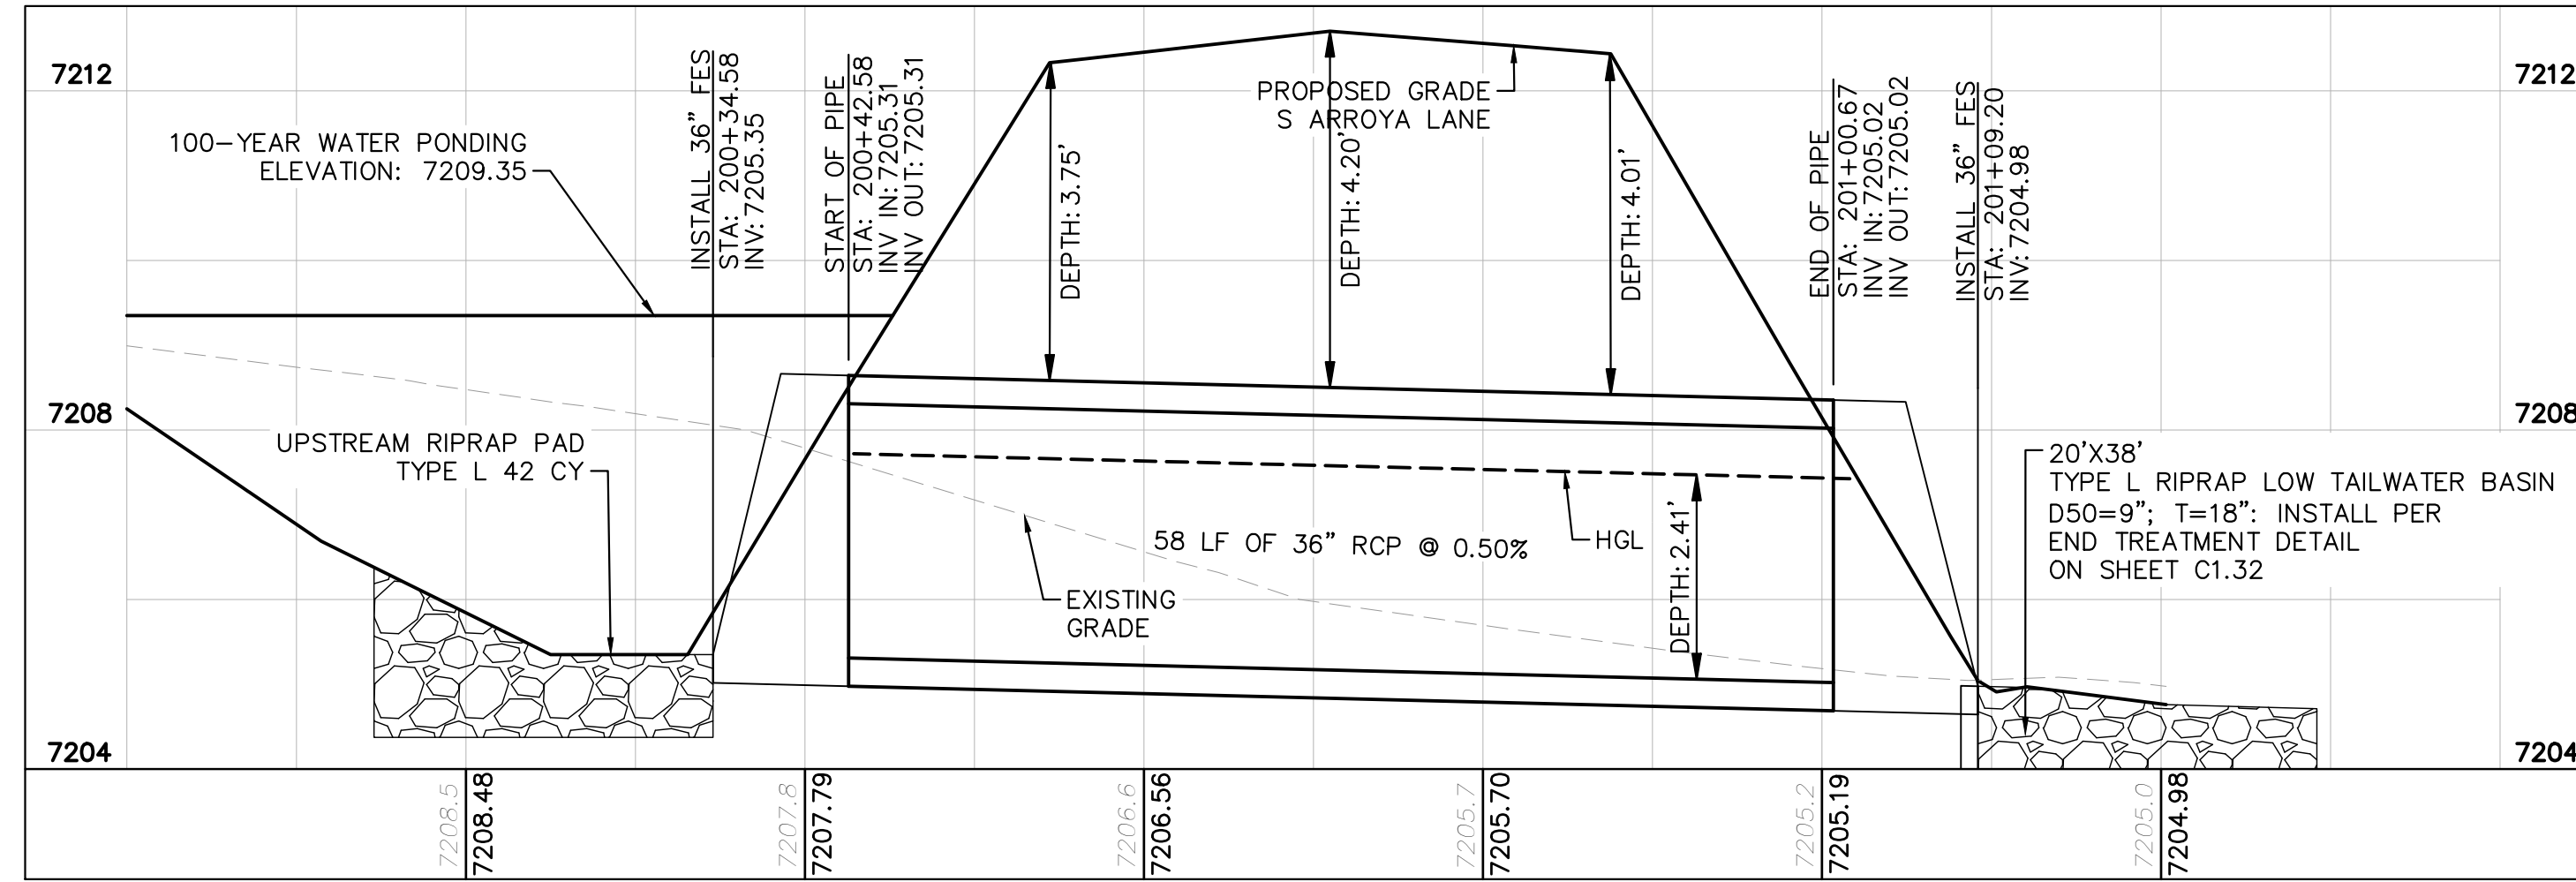 7212
7212
100-YEAR WATER PONDING
ELEVATION: 7209.35
INSTALL 36" FES
STA: 200+34.58
INV: 7205.35
START OF PIPE
STA: 200+42.58
INV IN: 7205.31
INV OUT: 7205.31
DEPTH: 3.75'
PROPOSED GRADE
S ARROYA LANE
DEPTH: 4.20'
DEPTH: 4.01'
END OF PIPE
STA: 201+00.67
INV IN: 7205.02
INV OUT: 7205.02
INSTALL 36" FES
STA: 201+09.20
INV: 7204.98
7208
7208
UPSTREAM RIPRAP PAD
TYPE L 42 CY
58 LF OF 36" RCP @ 0.50%
HGL
DEPTH: 2.41'
EXISTING
GRADE
20'X38'
TYPE L RIPRAP LOW TAILWATER BASIN
D50=9"; T=18": INSTALL PER
END TREATMENT DETAIL
ON SHEET C1.32
7204
7204
7208.5
7208.48
7207.8
7207.79
7206.6
7206.56
7205.7
7205.70
7205.2
7205.19
7205.0
7204.98